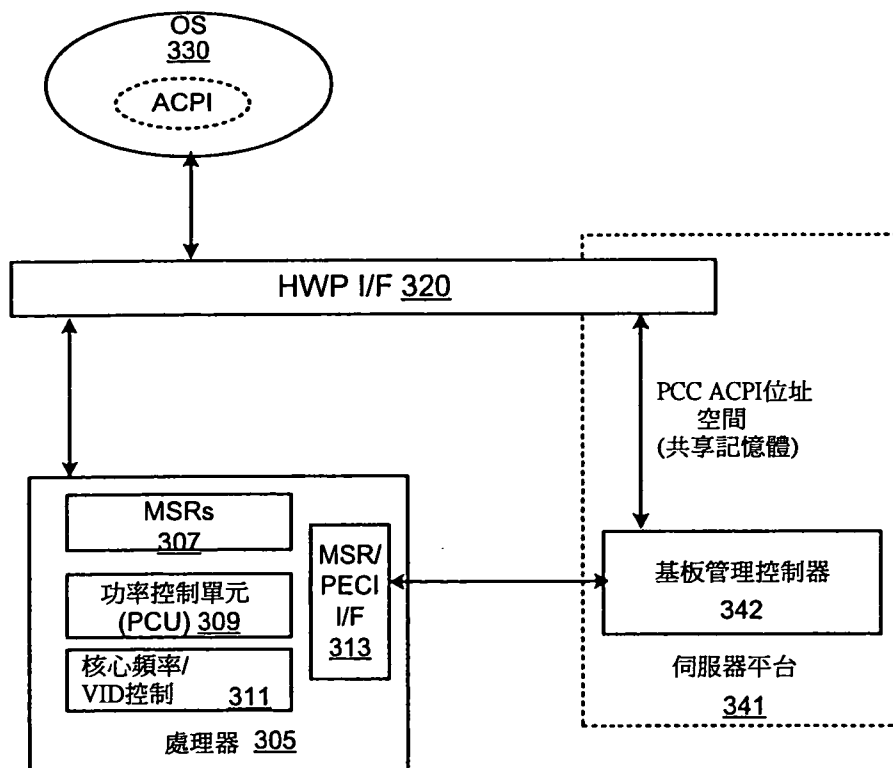 OS
330
ACPI
HWP I/F 320
PCC ACPI位址
空間
(共享記憶體)
MSRs
307
功率控制單元
(PCU) 309
核心頻率/
VID控制 311
MSR/
PECI
I/F
313
處理器 305
基板管理控制器
342
伺服器平台
341